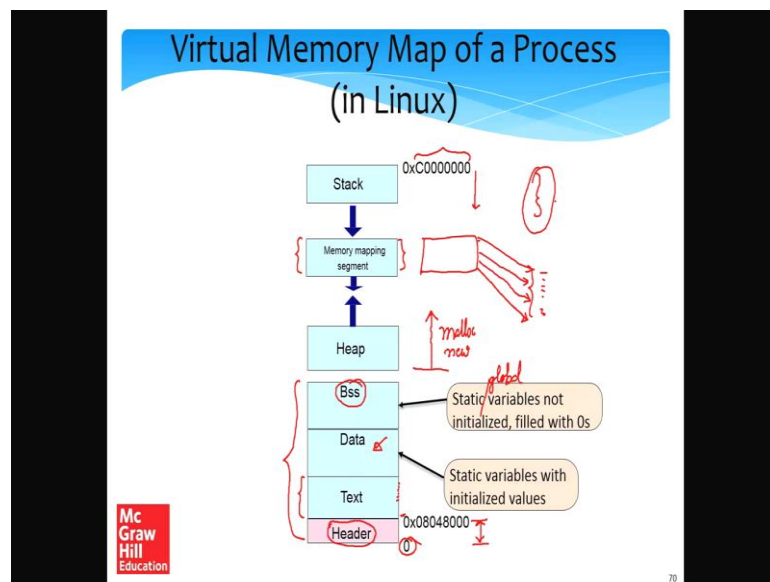 Virtual Memory Map of a Process
(in Linux)
0xC0000000
Stack
Memory mapping
segment
malloc
new
Heap
global
Bss
Static variables not
initialized, filled with 0s
Data
Static variables with
initialized values
Text
0x08048000
Header
0
Mc
Graw
Hill
Education
70